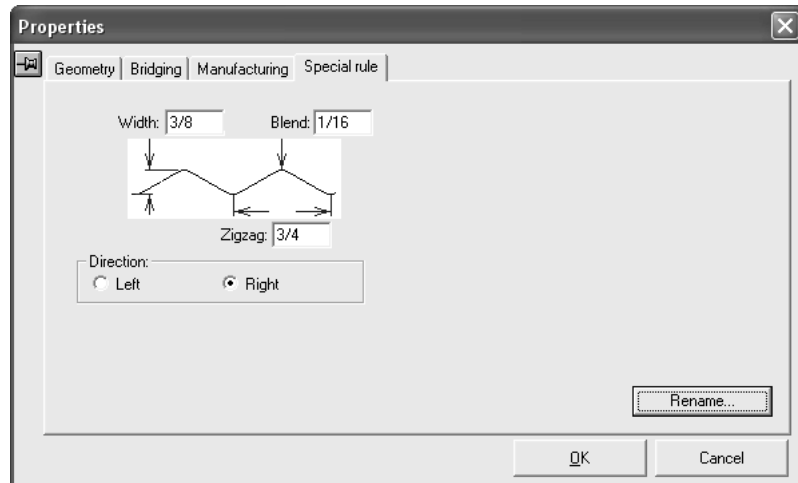 Properties
Geometry Bridging Manufacturing Special rule
Width: 3/8 Blend: 1/16
Zigzag: 3/4
Direction:
Left Right
Rename...
OK Cancel